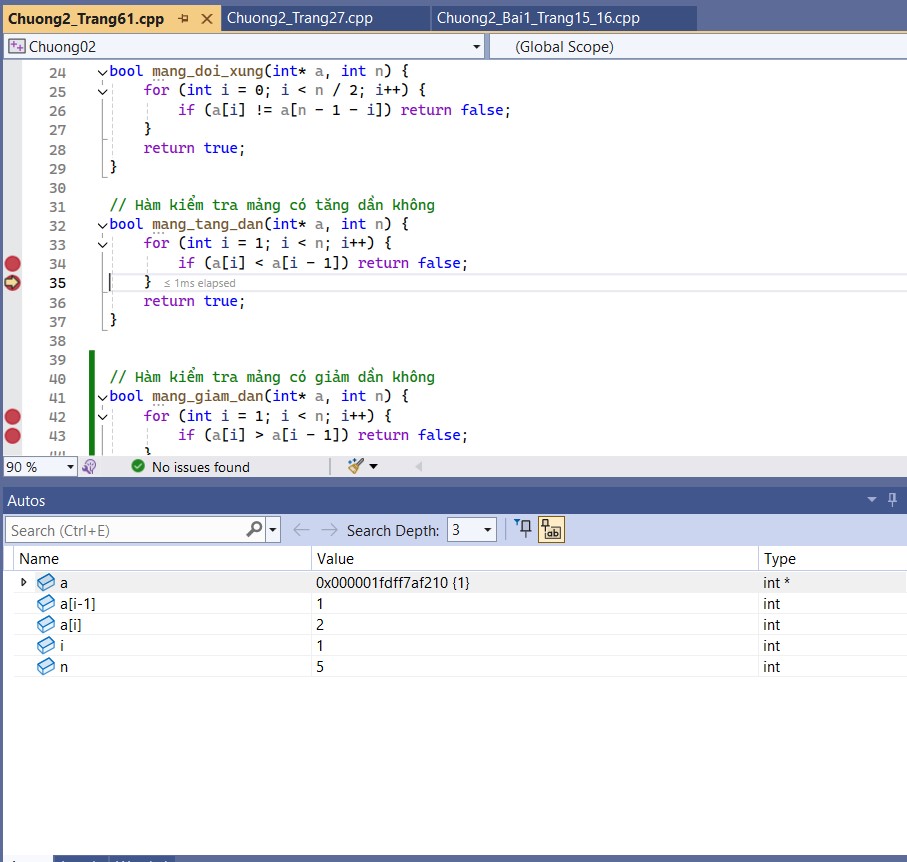 Chuong2_Trang61.cpp Chuong2_Trang27.cpp Chuong2_Bai1_Trang15_16.cpp
Chuong02 (Global Scope)
24 bool mang_doi_xung(int* a, int n) {
25 for (int i = 0; i < n / 2; i++) {
26 if (a[i] != a[n - 1 - i]) return false;
27 }
28 return true;
29 }
30
31 // Hàm kiểm tra mảng có tăng dần không
32 bool mang_tang_dan(int* a, int n) {
33 for (int i = 1; i < n; i++) {
34 if (a[i] < a[i - 1]) return false;
35 } ≤ 1ms elapsed
36 return true;
37 }
38
39
40 // Hàm kiểm tra mảng có giảm dần không
41 bool mang_giam_dan(int* a, int n) {
42 for (int i = 1; i < n; i++) {
43 if (a[i] > a[i - 1]) return false;
90 % No issues found
Autos
Search (Ctrl+E) Search Depth: 3
Name Value Type
a 0x000001fdff7af210 {1} int *
a[i-1] 1 int
a[i] 2 int
i 1 int
n 5 int